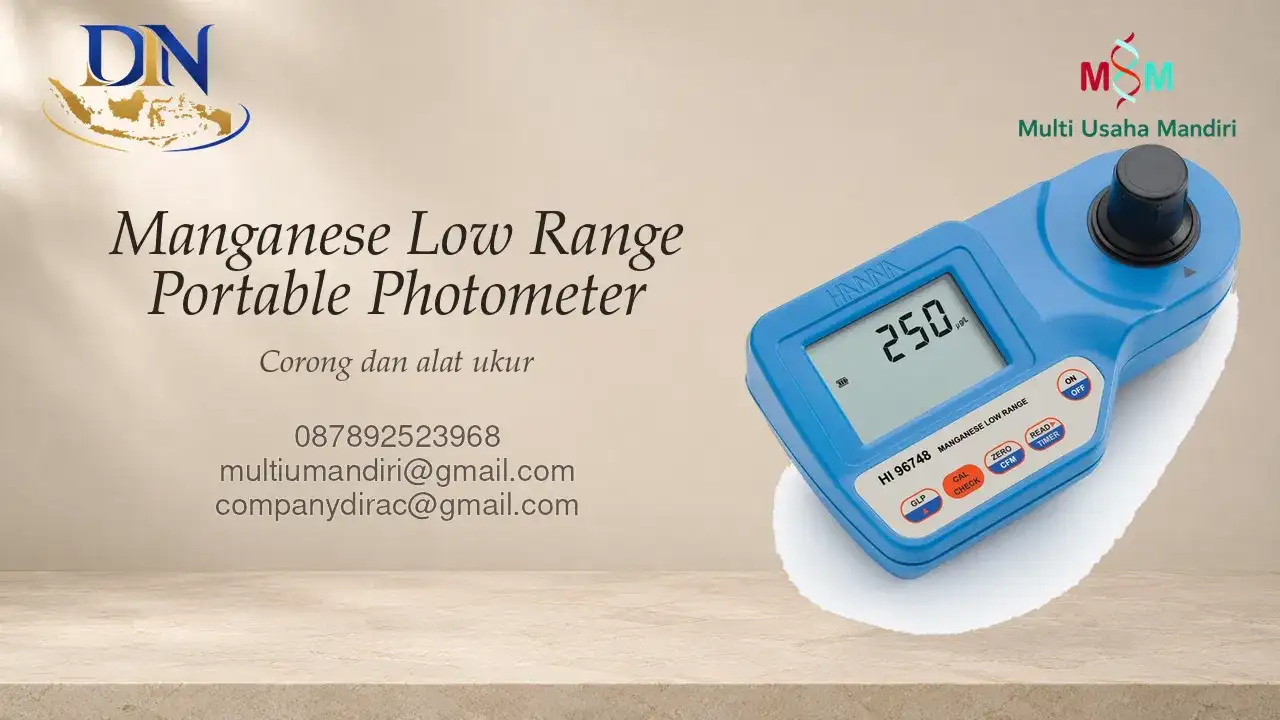 DIN
MSM
Multi Usaha Mandiri
Manganese Low Range
Portable Photometer
Corong dan alat ukur
087892523968
multiumandiri@gmail.com
companydirac@gmail.com
HANNA
250 µg/L
HI 96748 MANGANESE LOW RANGE
ON
OFF
READ
TIMER
ZERO
CFM
CAL
CHECK
GLP